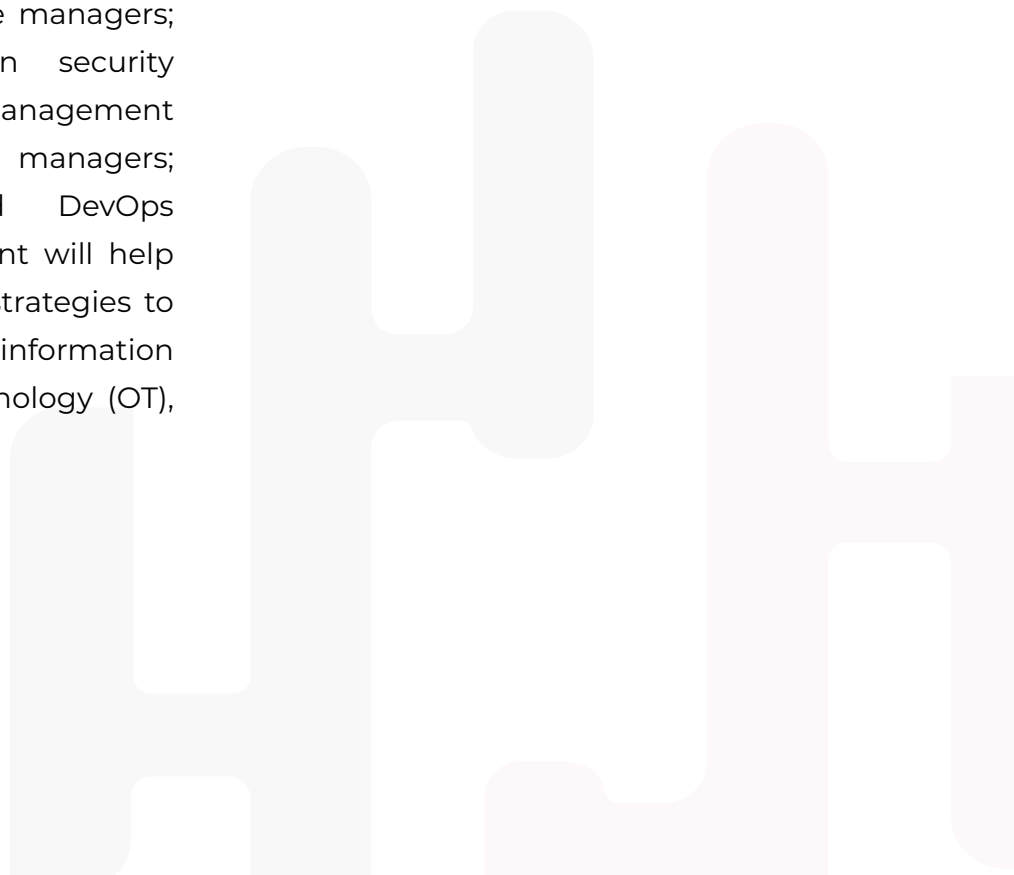 managers;
security
anagement
managers;
DevOps
nt will help
trategies to
information
nology (OT),